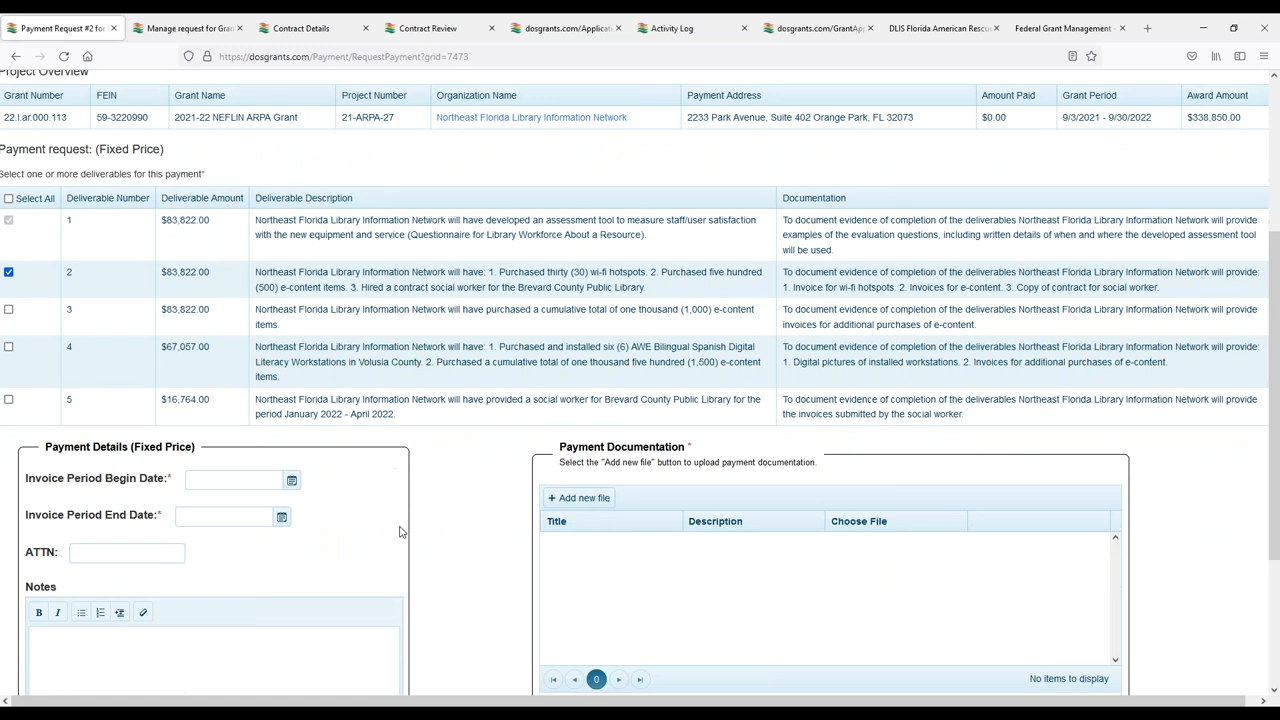 Payment Request #2 for
Manage request for Gran
Contract Details
Contract Review
dosgrants.com/Applicati
Activity Log
dosgrants.com/GrantApp
DLIS Florida American Rescu
Federal Grant Management -
https://dosgrants.com/Payment/RequestPayment?grid=7473
Project Overview
Grant Number FEIN Grant Name Project Number Organization Name Payment Address Amount Paid Grant Period Award Amount
22.l.ar.000.113 59-3220990 2021-22 NEFLIN ARPA Grant 21-ARPA-27 Northeast Florida Library Information Network 2233 Park Avenue, Suite 402 Orange Park, FL 32073 $0.00 9/3/2021 - 9/30/2022 $338,850.00
Payment request: (Fixed Price)
Select one or more deliverables for this payment*
Select All Deliverable Number Deliverable Amount Deliverable Description Documentation
1 $83,822.00 Northeast Florida Library Information Network will have developed an assessment tool to measure staff/user satisfaction To document evidence of completion of the deliverables Northeast Florida Library Information Network will provide
with the new equipment and service (Questionnaire for Library Workforce About a Resource). examples of the evaluation questions, including written details of when and where the developed assessment tool
will be used.
2 $83,822.00 Northeast Florida Library Information Network will have: 1. Purchased thirty (30) wi-fi hotspots. 2. Purchased five hundred To document evidence of completion of the deliverables Northeast Florida Library Information Network will provide:
(500) e-content items. 3. Hired a contract social worker for the Brevard County Public Library. 1. Invoice for wi-fi hotspots. 2. Invoices for e-content. 3. Copy of contract for social worker.
3 $83,822.00 Northeast Florida Library Information Network will have purchased a cumulative total of one thousand (1,000) e-content To document evidence of completion of the deliverables Northeast Florida Library Information Network will provide
items. invoices for additional purchases of e-content.
4 $67,057.00 Northeast Florida Library Information Network will have: 1. Purchased and installed six (6) AWE Bilingual Spanish Digital To document evidence of completion of the deliverables Northeast Florida Library Information Network will provide:
Literacy Workstations in Volusia County. 2. Purchased a cumulative total of one thousand five hundred (1,500) e-content 1. Digital pictures of installed workstations. 2. Invoices for additional purchases of e-content.
items.
5 $16,764.00 Northeast Florida Library Information Network will have provided a social worker for Brevard County Public Library for the To document evidence of completion of the deliverables Northeast Florida Library Information Network will provide
period January 2022 - April 2022. the invoices submitted by the social worker.
Payment Details (Fixed Price)
Invoice Period Begin Date:*
Invoice Period End Date:*
ATTN:
Notes
B I
Payment Documentation *
Select the "Add new file" button to upload payment documentation.
+ Add new file
Title Description Choose File
0
No items to display